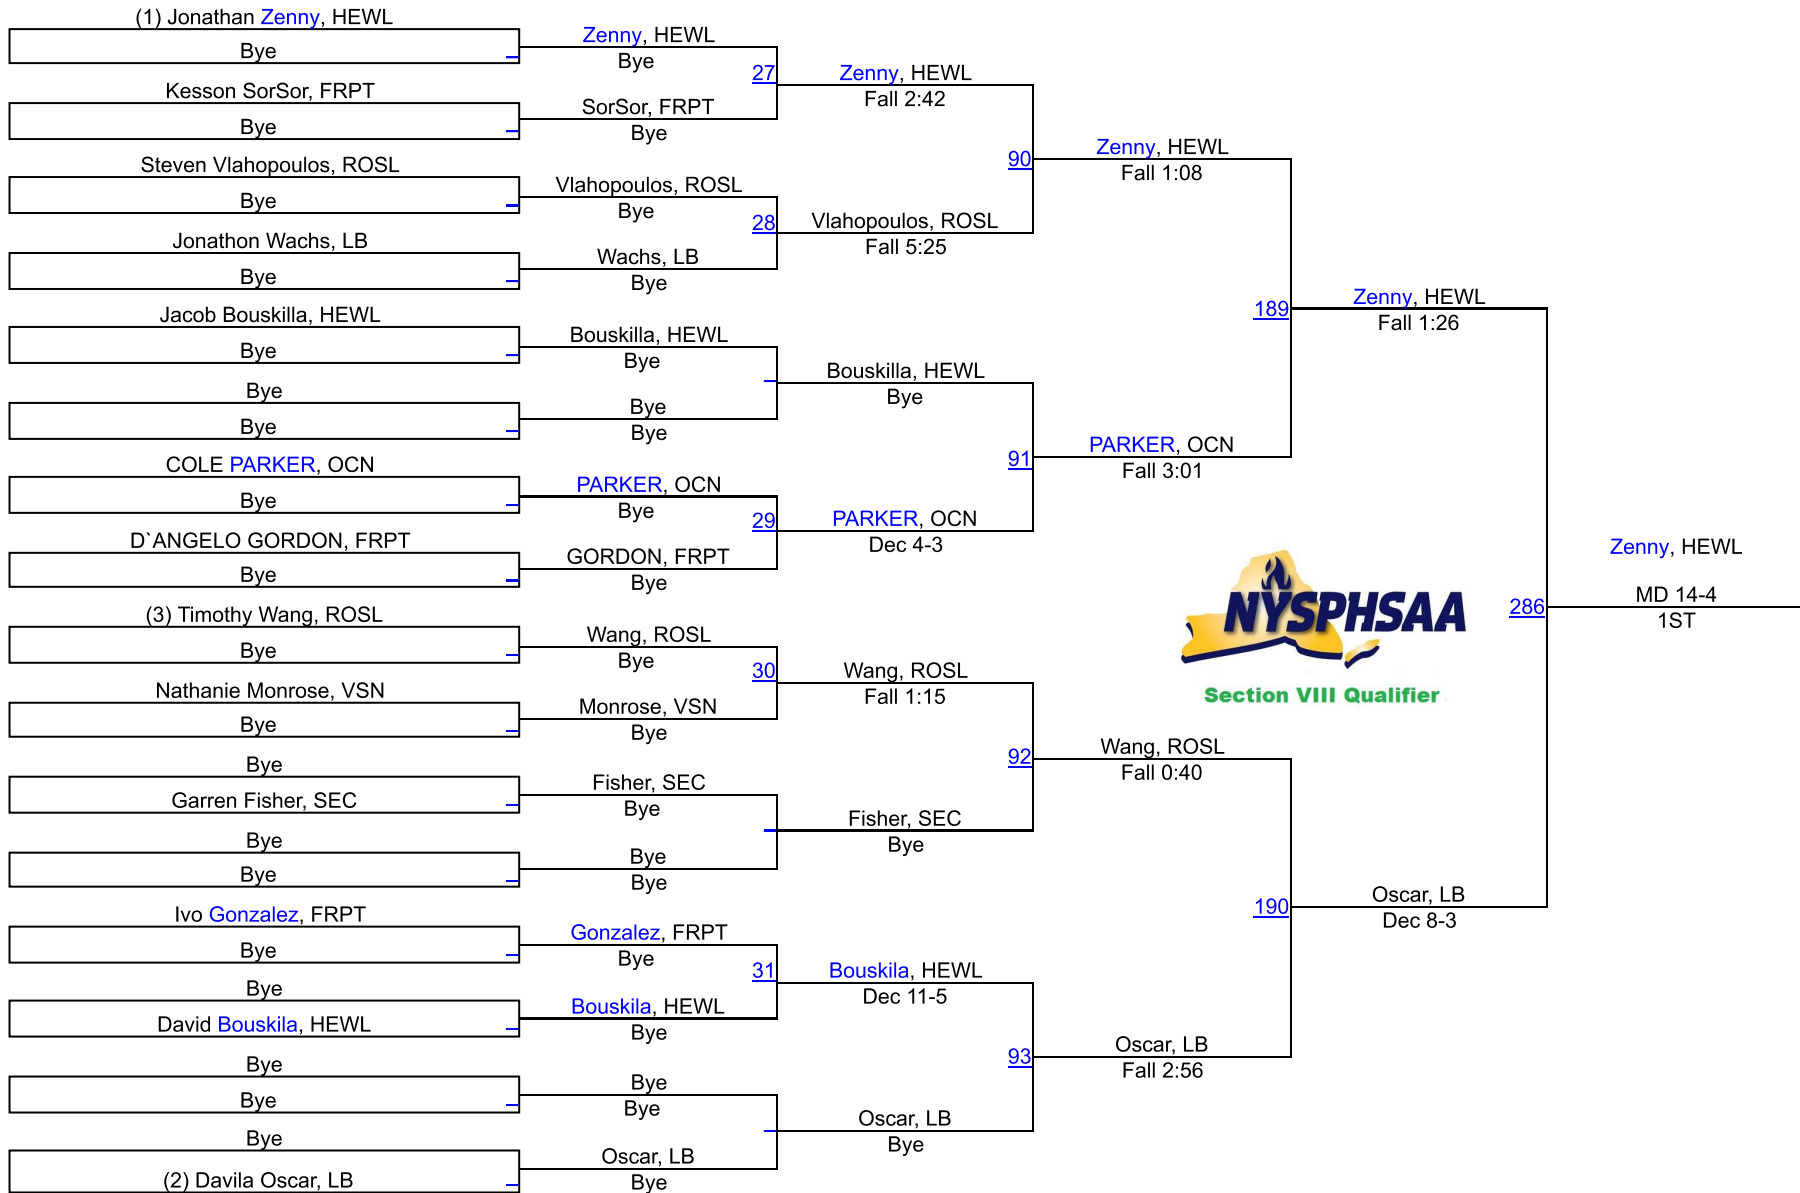 (1) Jonathan Zenny, HEWL
Bye
Kesson SorSor, FRPT
Bye
Steven Vlahopoulos, ROSL
Bye
Jonathon Wachs, LB
Bye
Jacob Bouskilla, HEWL
Bye
Bye
Bye
COLE PARKER, OCN
Bye
D`ANGELO GORDON, FRPT
Bye
(3) Timothy Wang, ROSL
Bye
Nathanie Monrose, VSN
Bye
Bye
Garren Fisher, SEC
Bye
Bye
Ivo Gonzalez, FRPT
Bye
Bye
David Bouskila, HEWL
Bye
Bye
Bye
(2) Davila Oscar, LB
Zenny, HEWL
Bye
27
SorSor, FRPT
Bye
Vlahopoulos, ROSL
Bye
28
Wachs, LB
Bye
Bouskilla, HEWL
Bye
Bye
Bye
PARKER, OCN
Bye
29
GORDON, FRPT
Bye
Wang, ROSL
Bye
30
Monrose, VSN
Bye
Fisher, SEC
Bye
Bye
Bye
Gonzalez, FRPT
Bye
31
Bouskila, HEWL
Bye
Bye
Bye
Oscar, LB
Bye
Zenny, HEWL
Fall 2:42
90
Vlahopoulos, ROSL
Fall 5:25
Bouskilla, HEWL
Bye
91
PARKER, OCN
Dec 4-3
Wang, ROSL
Fall 1:15
92
Fisher, SEC
Bye
Bouskila, HEWL
Dec 11-5
93
Oscar, LB
Bye
Zenny, HEWL
Fall 1:08
189
PARKER, OCN
Fall 3:01
Wang, ROSL
Fall 0:40
190
Oscar, LB
Fall 2:56
Zenny, HEWL
Fall 1:26
NYSPHSAA
Section VIII Qualifier
286
Oscar, LB
Dec 8-3
Zenny, HEWL
MD 14-4
1ST